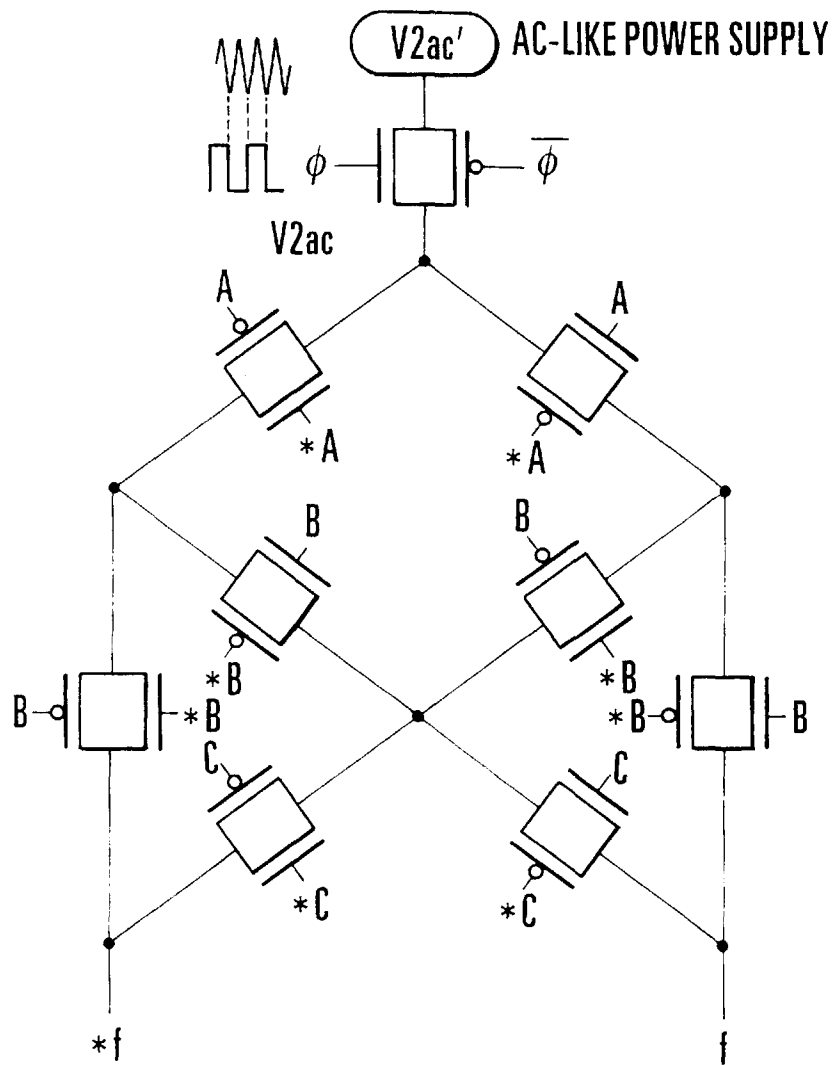 V2ac′ AC-LIKE POWER SUPPLY
ϕ ϕ̅
V2ac
A A
*A *A
B B
*B *B
B *B *B B
C C
*C *C
*f f